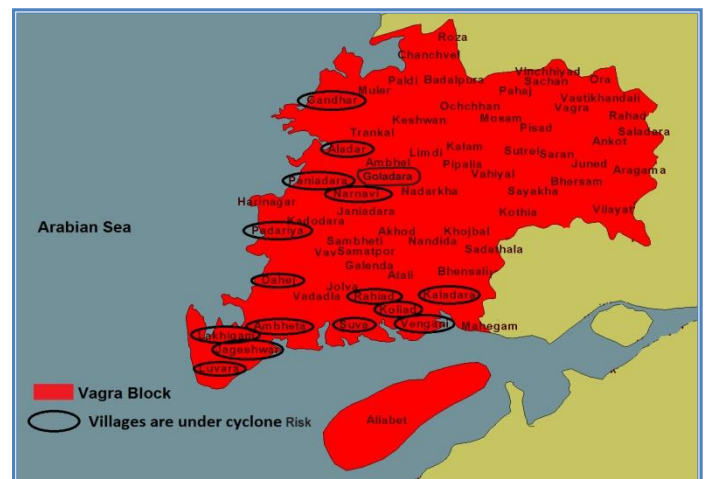 Roza
Chanchvel
Vinchhiyad
Paldi Badalpura Sachan Ora
Muler Pahaj
Gandhar Vastikhandali
Ochchhan Vagra
Keshwan Mosam Rahad
Trankal Pisad Saladara
Aladar Kalam Sutrel Ankot
Limdi Saran
Ambhel Pipalia Juned
Goladara Vahiyal Aragama
Paniadara Bhersam
Narnavi Nadarkha Sayakha
Harinagar
Janiadara Kothia Vilayat
Kadodara
Arabian Sea Padariya Akhod Khojbal
Sambheti Nandida
Vav Samatpor Sadathala
Galenda
Dahej Atali Bhensali
Jolva
Vadadla Rahiad Kaladara
Koliad
Ambheta Suva Vengani Mahegam
Lakhigam
Jageshwar
Luvara
Vagra Block
Villages are under cyclone Risk
Aliabet